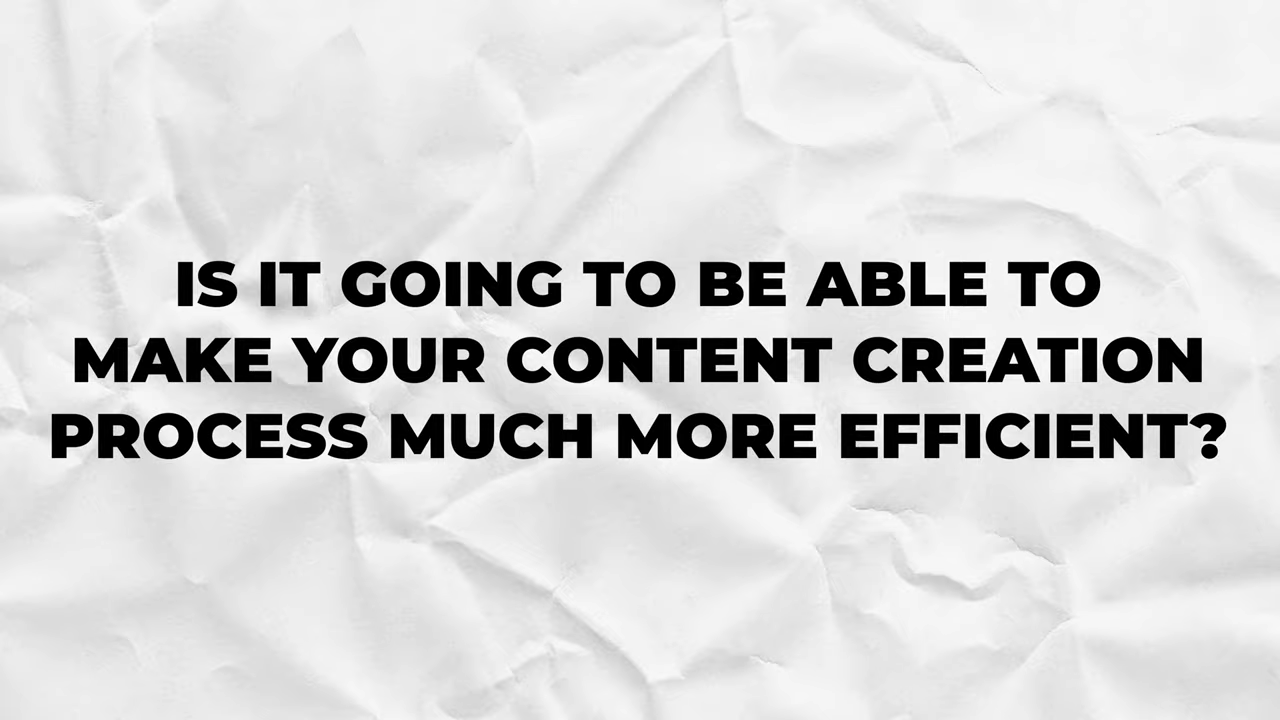 IS IT GOING TO BE ABLE TO
MAKE YOUR CONTENT CREATION
PROCESS MUCH MORE EFFICIENT?